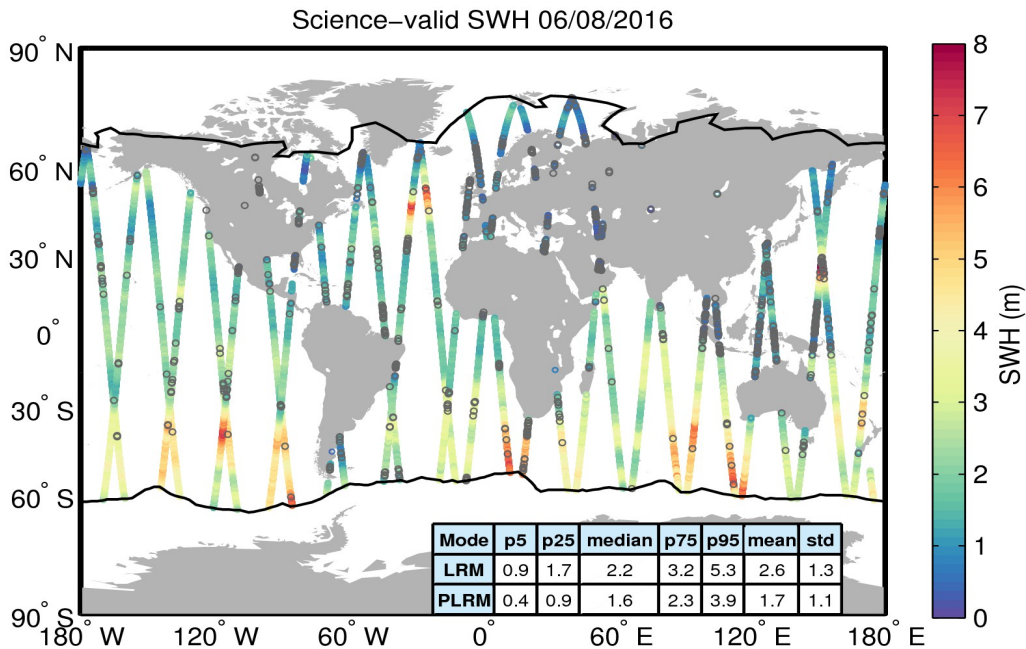 Science−valid SWH 06/08/2016
90° N
60° N
30° N
0°
30° S
60° S
90° S
180° W
120° W
60° W
0°
60° E
120° E
180° E
Mode p5 p25 median p75 p95 mean std
LRM 0.9 1.7 2.2 3.2 5.3 2.6 1.3
PLRM 0.4 0.9 1.6 2.3 3.9 1.7 1.1
8
7
6
5
4
3
2
1
0
SWH (m)